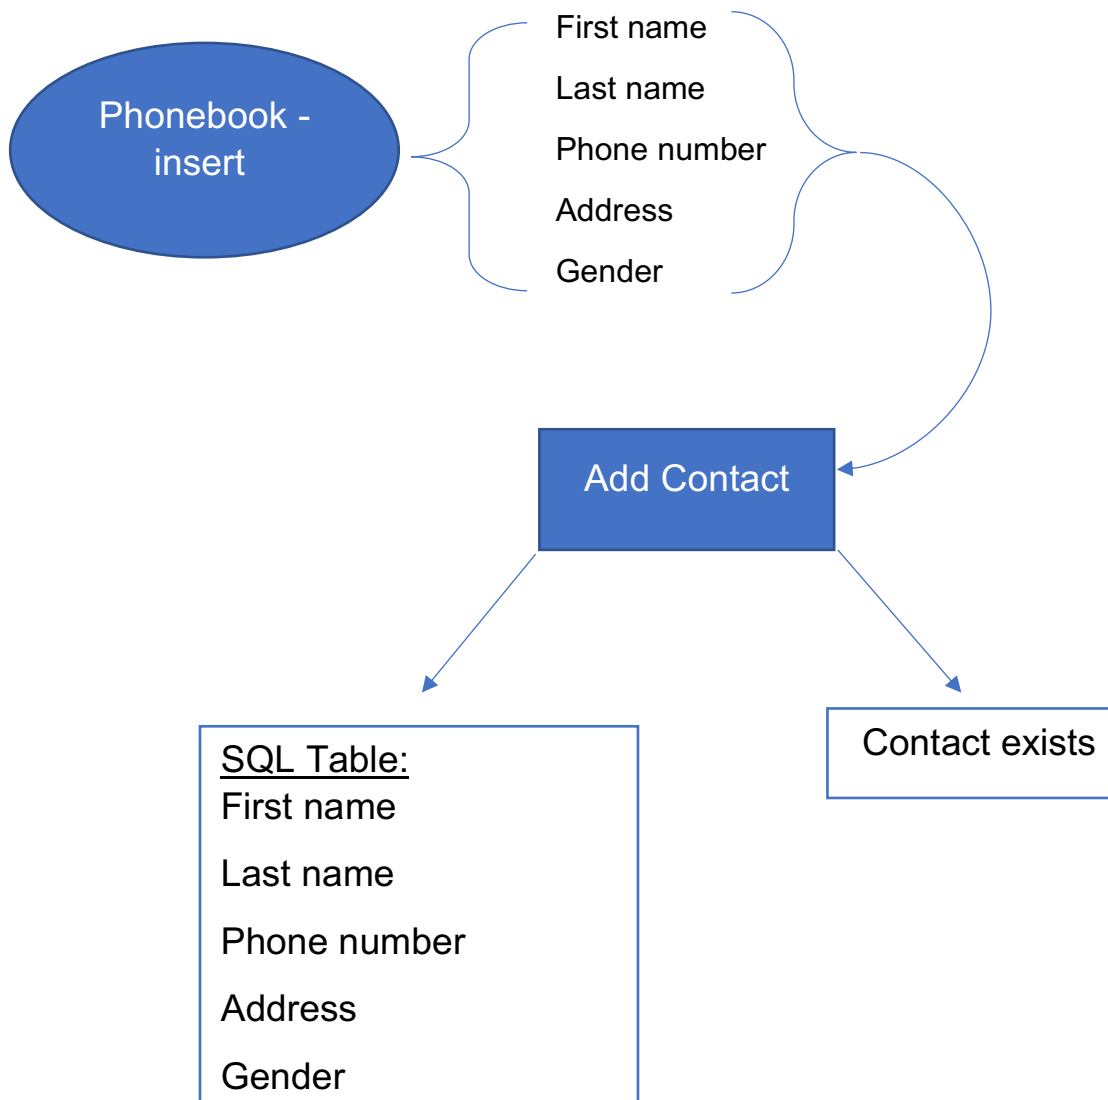 Phonebook -
insert
First name
Last name
Phone number
Address
Gender
Add Contact
SQL Table:
First name
Last name
Phone number
Address
Gender
Contact exists